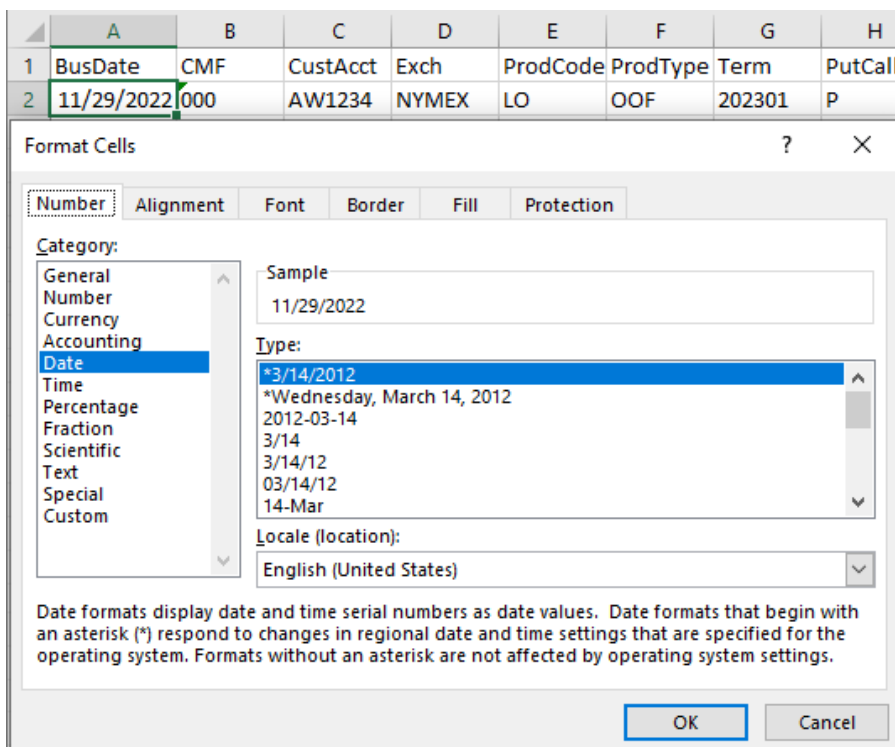 A B C D E F G H
1 BusDate CMF CustAcct Exch ProdCode ProdType Term PutCal
2 11/29/2022 000 AW1234 NYMEX LO OOF 202301 P
Format Cells ? ×
Number Alignment Font Border Fill Protection
Category:
General
Number
Currency
Accounting
Date
Time
Percentage
Fraction
Scientific
Text
Special
Custom
Sample
11/29/2022
Type:
*3/14/2012
*Wednesday, March 14, 2012
2012-03-14
3/14
3/14/12
03/14/12
14-Mar
Locale (location):
English (United States)
Date formats display date and time serial numbers as date values.  Date formats that begin with
an asterisk (*) respond to changes in regional date and time settings that are specified for the
operating system. Formats without an asterisk are not affected by operating system settings.
OK Cancel